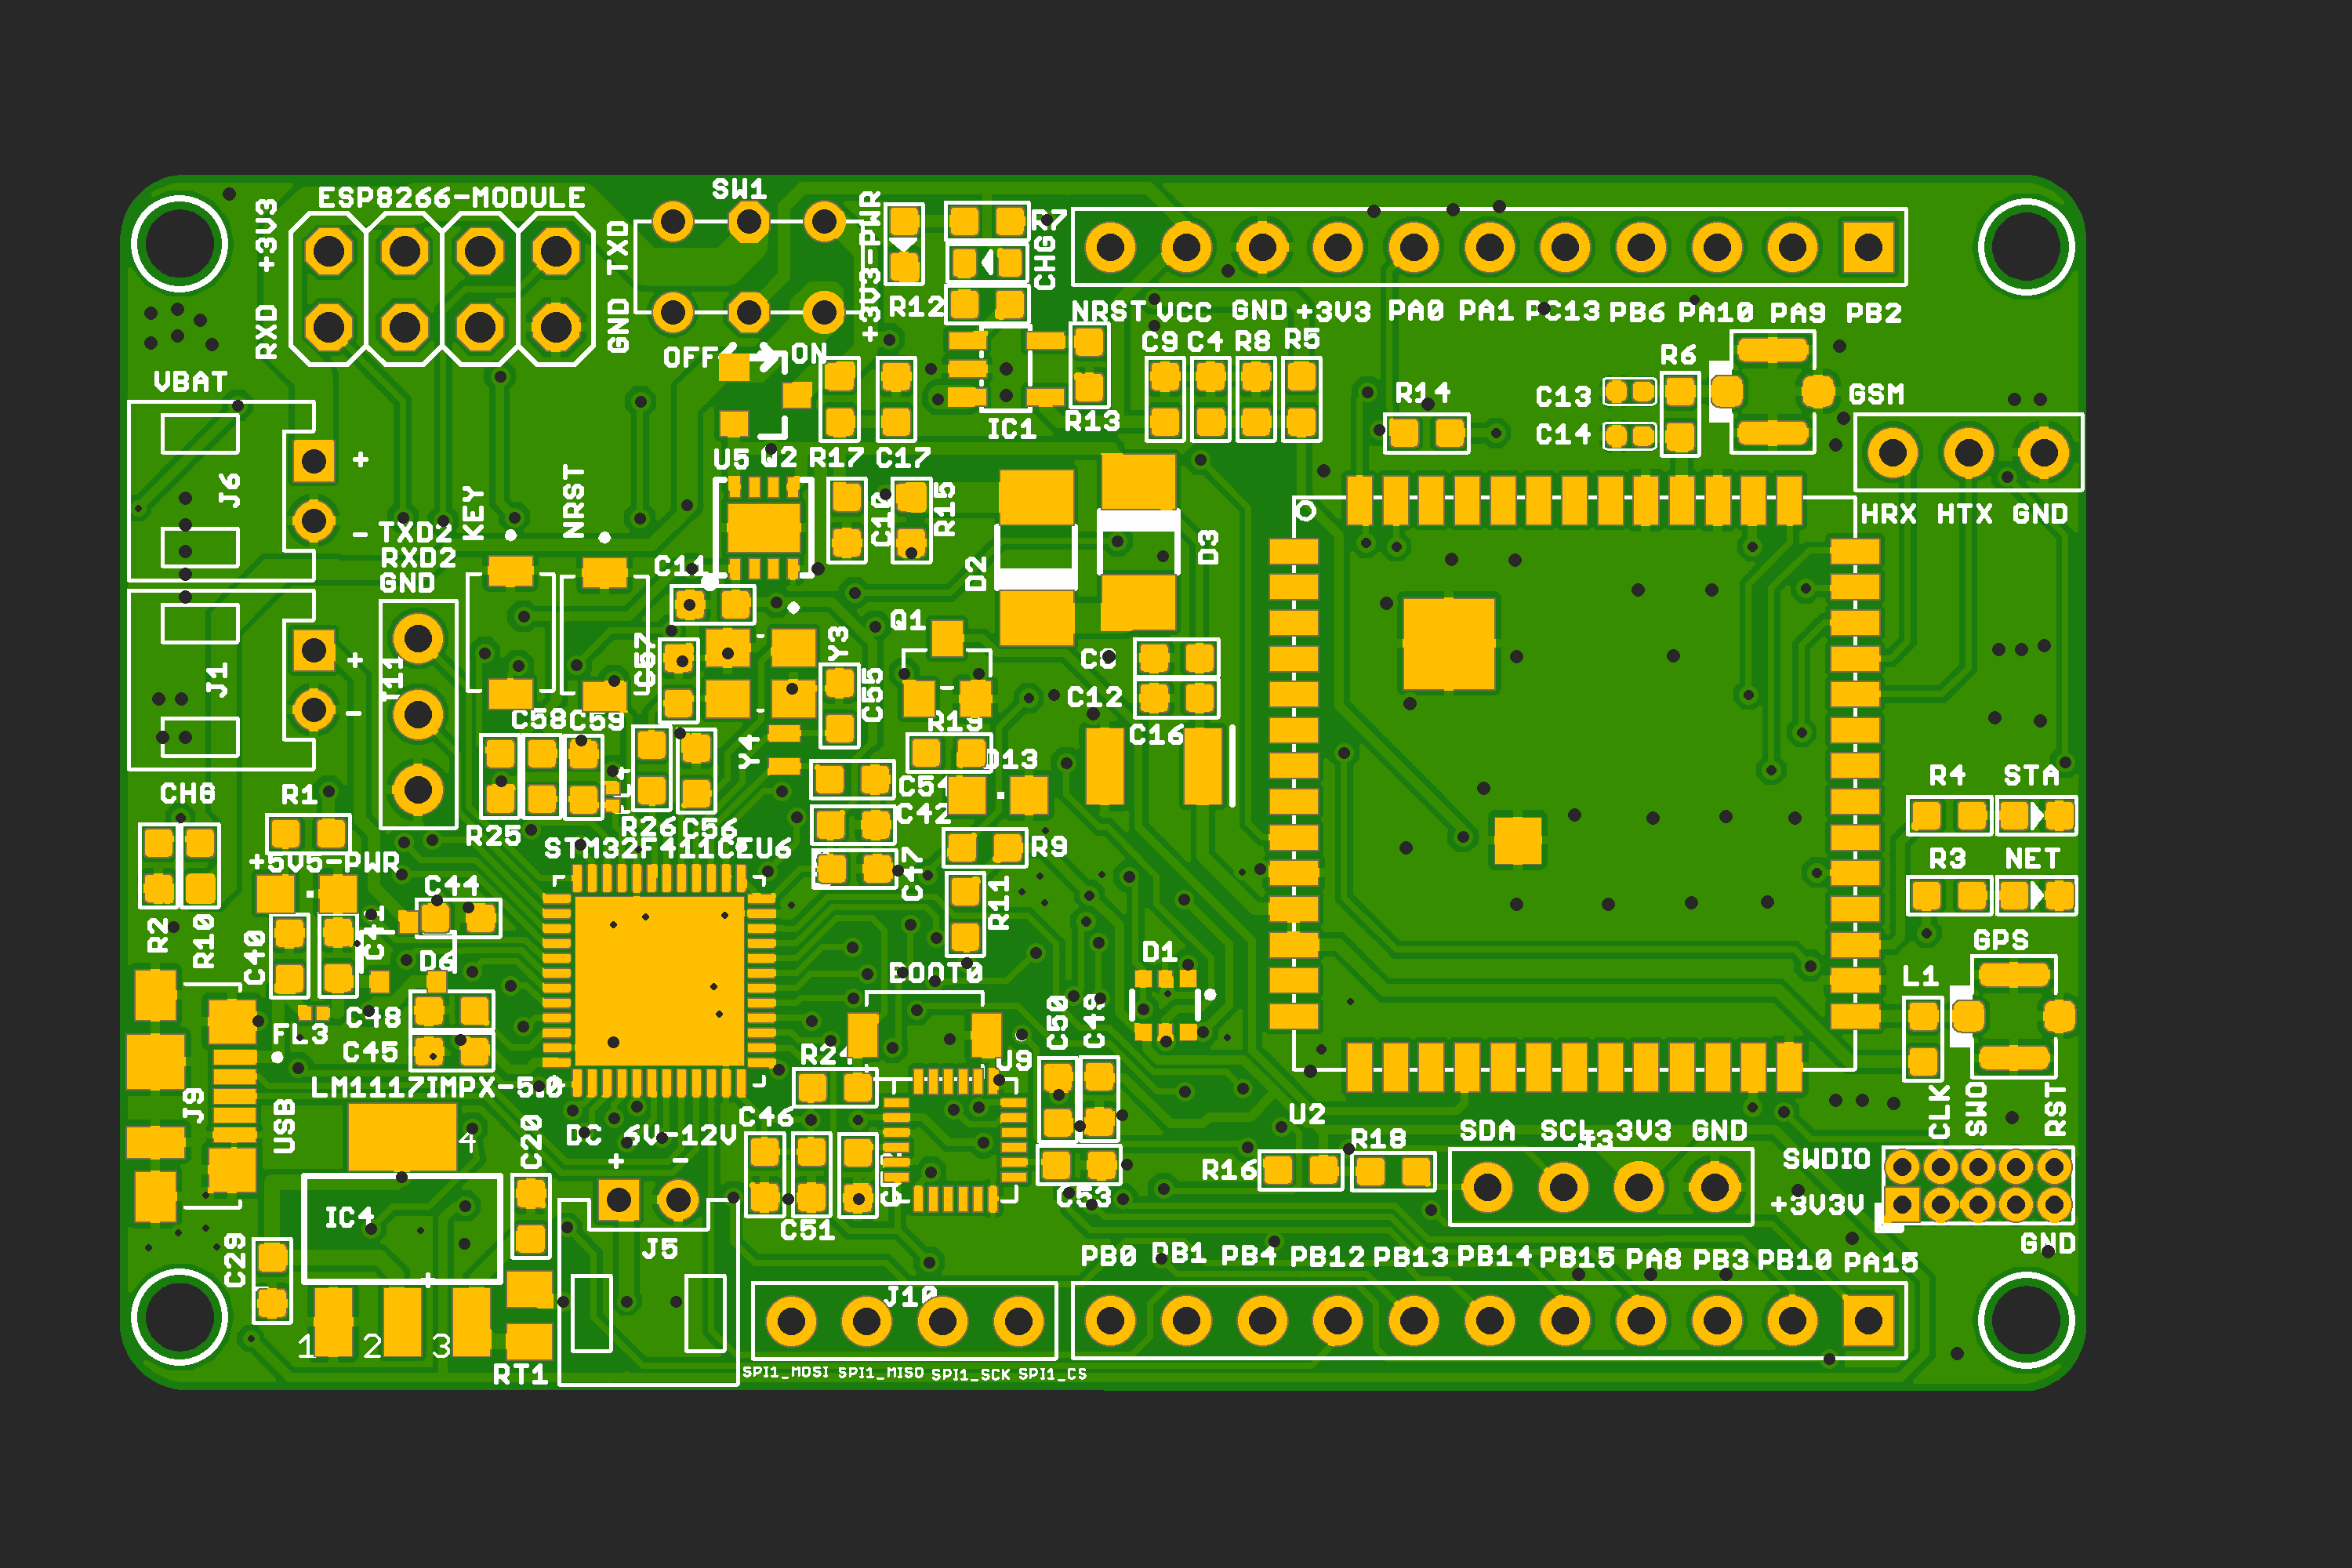 ESP8266-MODULE
SW1
+3V3
TXD
+3V3-PWR
R7
CHG
RXD
GND
R12
NRST VCC GND +3V3 PA0 PA1 PC13 PB6 PA10 PA9 PB2
OFF
ON
C9 C4 R8 R5
R6
VBAT
C13
R14
GSM
IC1
R13
C14
U5 Q2 R17 C17
J6
+
-
KEY
NRST
R15
D2
D3
HRX HTX GND
TXD2
RXD2
GND
C11
Q1
Y3
C57
J1
+
-
C55
C12
C58 C59
R19
C16
Y4
D13
CHG
R1
C42
R4 STA
R25
R26 C56
STM32F411CEU6
R9
+5V5-PWR
C47
R3 NET
C44
R11
R2
R10
C40
D6
BOOT0
D1
GPS
L1
C48
FL3
C45
C50
U9
LM1117IMPX-5.0
J9
USB
C20
C46
DC 6V-12V
+ -
4
U2
R18
SDA SCL 3V3 GND
CLK
SWO
RST
R16
SWDIO
+3V3V
IC4
C53
C51
J5
C29
PB0 PB1 PB4 PB12 PB13 PB14 PB15 PA8 PB3 PB10 PA15
GND
J10
1 2 3
RT1
SPI1_MOSI SPI1_MISO SPI1_SCK SPI1_CS